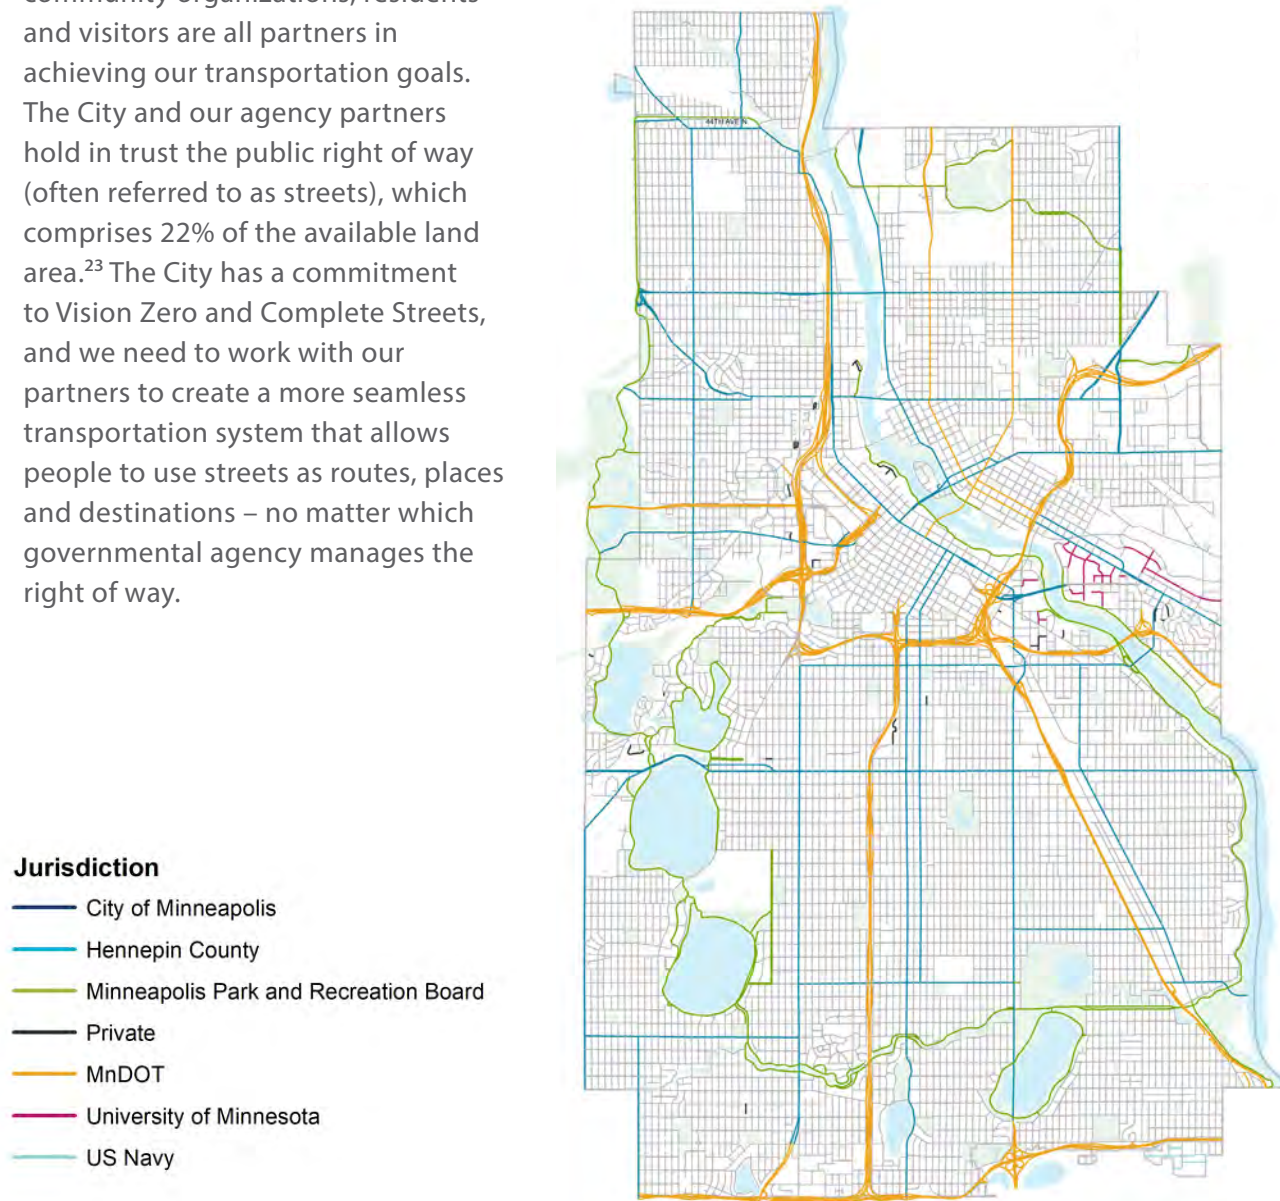 community organizations, residents
and visitors are all partners in
achieving our transportation goals.
The City and our agency partners
hold in trust the public right of way
(often referred to as streets), which
comprises 22% of the available land
area.²³ The City has a commitment
to Vision Zero and Complete Streets,
and we need to work with our
partners to create a more seamless
transportation system that allows
people to use streets as routes, places
and destinations – no matter which
governmental agency manages the
right of way.
44TH AVE N
Jurisdiction
City of Minneapolis
Hennepin County
Minneapolis Park and Recreation Board
Private
MnDOT
University of Minnesota
US Navy